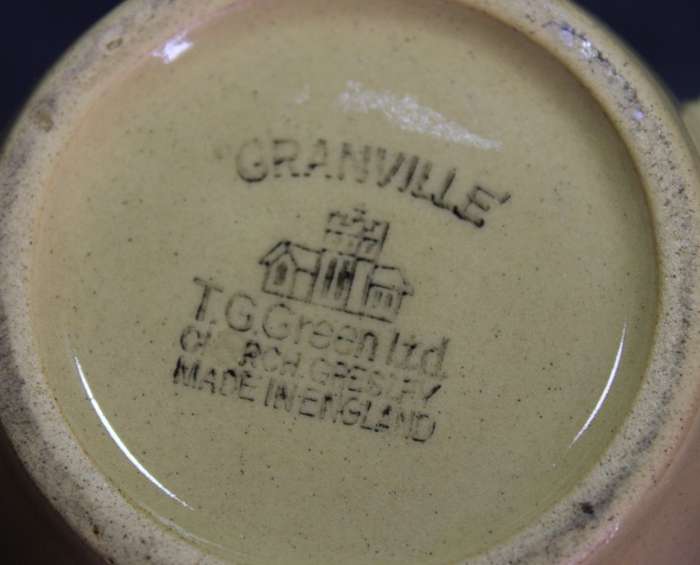 'GRANVILLE'
T.G.Green Ltd.
CHURCH GRESLEY
MADE IN ENGLAND